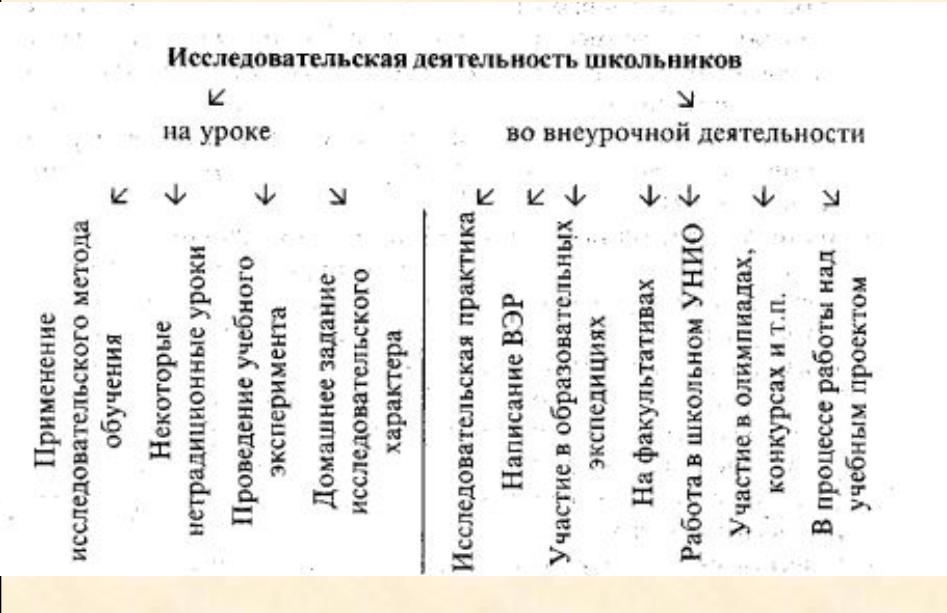 Исследовательская деятельность школьников
на уроке
во внеурочной деятельности
Применение
исследовательского метода
обучения
Некоторые
нетрадиционные уроки
Проведение учебного
эксперимента
Домашнее задание
исследовательского
характера
Исследовательская практика
Написание ВЭР
Участие в образовательных
экспедициях
На факультативах
Работа в школьном УНИО
Участие в олимпиадах,
конкурсах и т.п.
В процессе работы над
учебным проектом